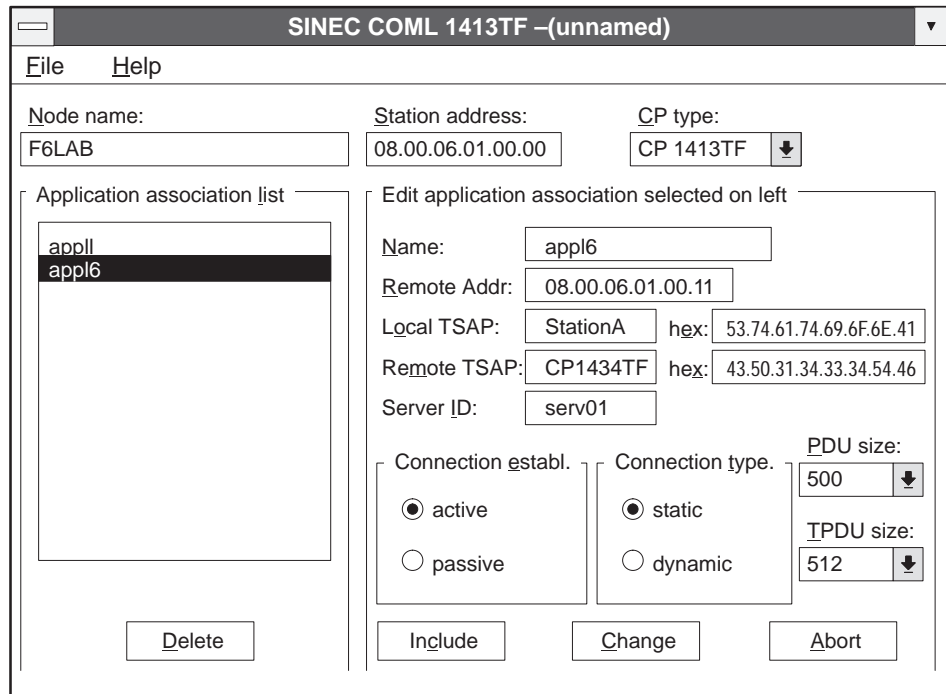 SINEC COML 1413TF –(unnamed)
File Help
Node name: Station address: CP type:
F6LAB 08.00.06.01.00.00 CP 1413TF
Application association list
appll
appl6
Delete
Edit application association selected on left
Name: appl6
Remote Addr: 08.00.06.01.00.11
Local TSAP: StationA hex: 53.74.61.74.69.6F.6E.41
Remote TSAP: CP1434TF hex: 43.50.31.34.33.34.54.46
Server ID: serv01
Connection establ.
active
passive
Connection type.
static
dynamic
PDU size:
500
TPDU size:
512
Include Change Abort